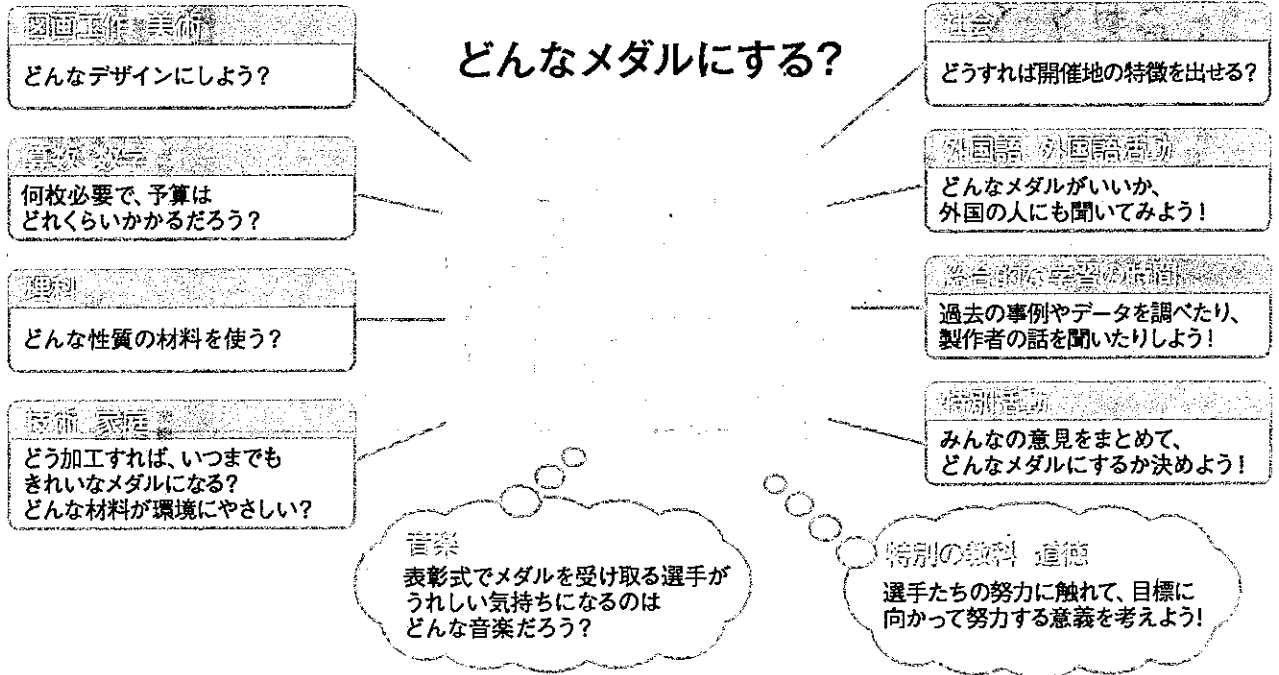 どんなメダルにする?
図画工作 美術
どんなデザインにしよう?
算数 数学
何枚必要で、予算は
どれくらいかかるだろう?
理科
どんな性質の材料を使う?
技術 家庭
どう加工すれば、いつまでも
きれいなメダルになる?
どんな材料が環境にやさしい?
社会
どうすれば開催地の特徴を出せる?
外国語 外国語活動
どんなメダルがいいか、
外国の人にも聞いてみよう!
総合的な学習の時間
過去の事例やデータを調べたり、
製作者の話を聞いたりしよう!
特別活動
みんなの意見をまとめて、
どんなメダルにするか決めよう!
音楽
表彰式でメダルを受け取る選手が
うれしい気持ちになるのは
どんな音楽だろう?
特別の教科 道徳
選手たちの努力に触れて、目標に
向かって努力する意義を考えよう!